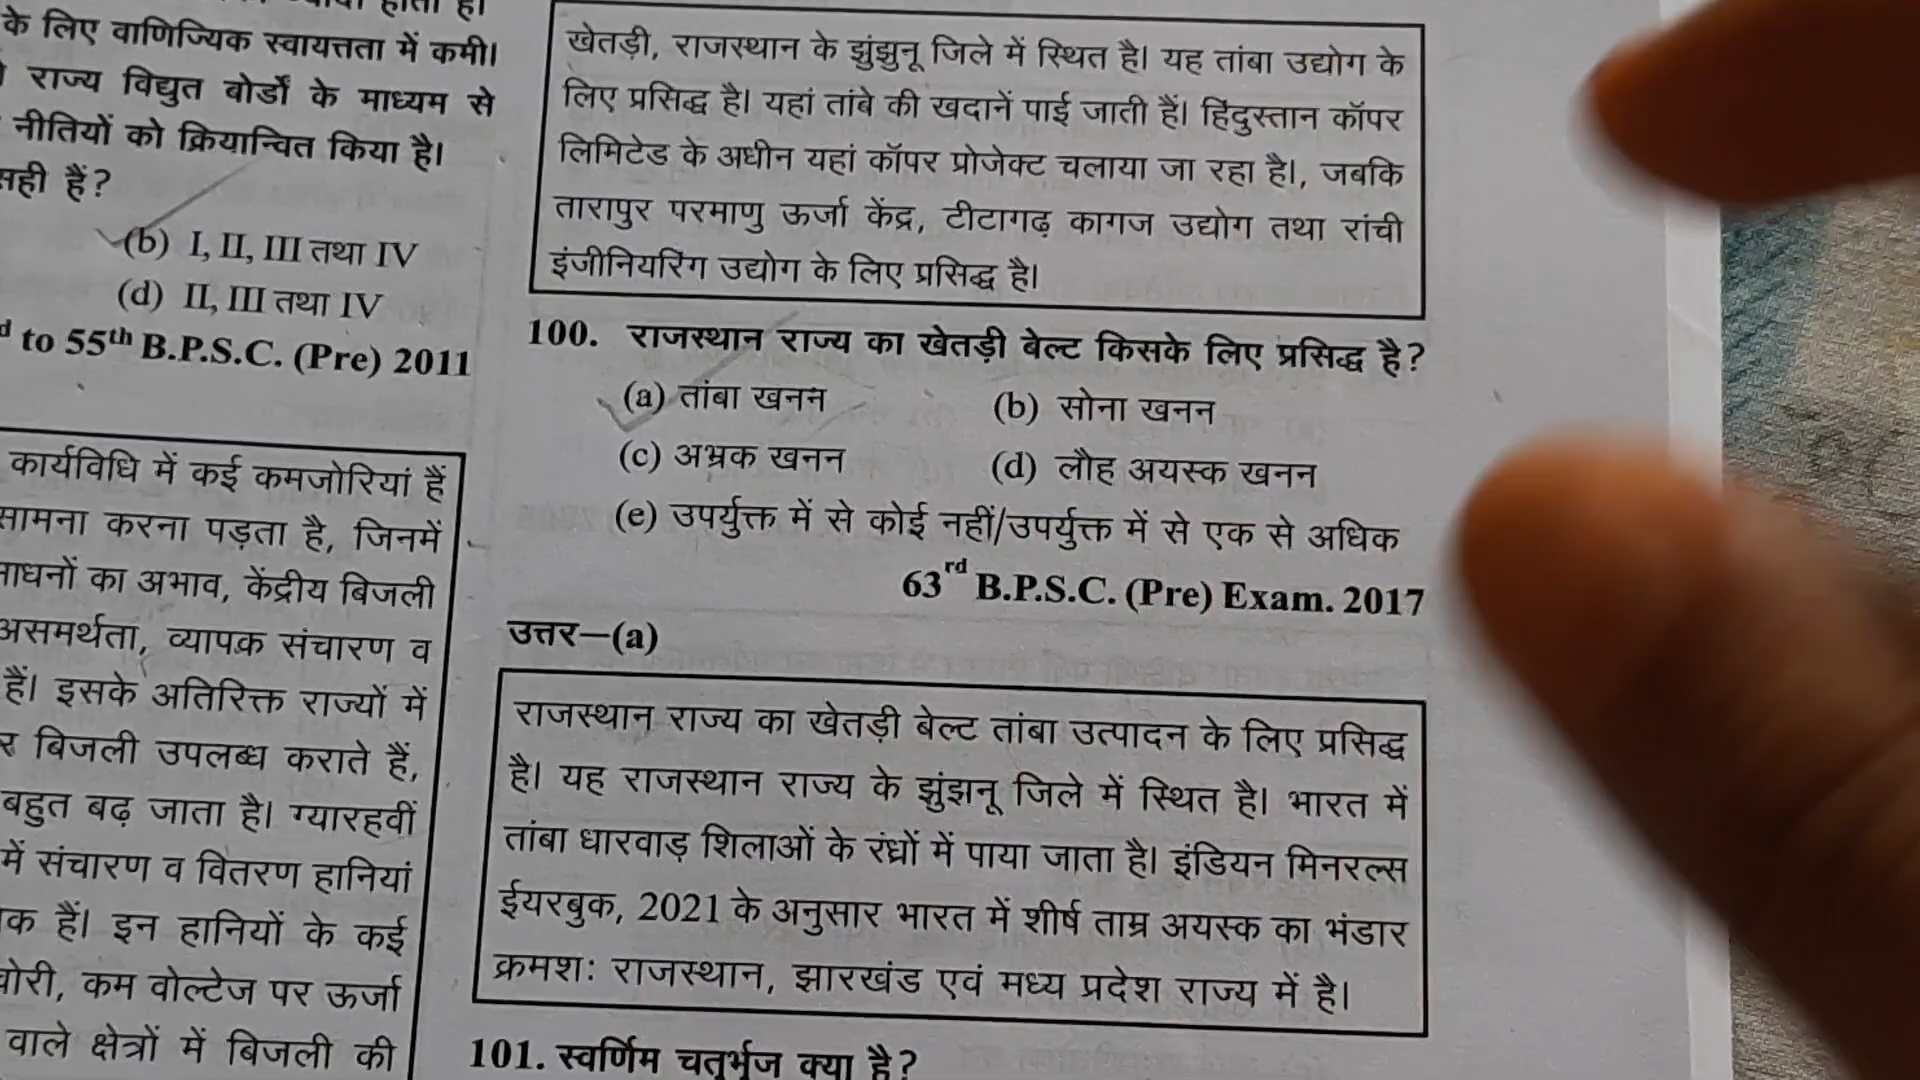 के लिए वाणिज्यिक स्वायत्तता में कमी।
राज्य विद्युत बोर्डों के माध्यम से
नीतियों को क्रियान्वित किया है।
सही हैं?
(b) I, II, III तथा IV
(d) II, III तथा IV
to 55th B.P.S.C. (Pre) 2011
कार्यविधि में कई कमजोरियां हैं
सामना करना पड़ता है, जिनमें
का अभाव, केंद्रीय बिजली
असमर्थता, व्यापक संचारण व
हैं। इसके अतिरिक्त राज्यों में
बिजली उपलब्ध कराते हैं,
बहुत बढ़ जाता है। ग्यारहवीं
में संचारण व वितरण हानियां
हैं। इन हानियों के कई
कम वोल्टेज पर ऊर्जा
वाले क्षेत्रों में बिजली की
खेतड़ी, राजस्थान के झुंझुनू जिले में स्थित है। यह तांबा उद्योग के
लिए प्रसिद्ध है। यहां तांबे की खदानें पाई जाती हैं। हिंदुस्तान कॉपर
लिमिटेड के अधीन यहां कॉपर प्रोजेक्ट चलाया जा रहा है।, जबकि
तारापुर परमाणु ऊर्जा केंद्र, टीटागढ़ कागज उद्योग तथा रांची
इंजीनियरिंग उद्योग के लिए प्रसिद्ध है।
100. राजस्थान राज्य का खेतड़ी बेल्ट किसके लिए प्रसिद्ध है?
(a) तांबा खनन (b) सोना खनन
(c) अभ्रक खनन (d) लौह अयस्क खनन
(e) उपर्युक्त में से कोई नहीं/उपर्युक्त में से एक से अधिक
63rd B.P.S.C. (Pre) Exam. 2017
उत्तर—(a)
राजस्थान राज्य का खेतड़ी बेल्ट तांबा उत्पादन के लिए प्रसिद्ध
है। यह राजस्थान राज्य के झुंझनू जिले में स्थित है। भारत में
तांबा धारवाड़ शिलाओं के रंध्रों में पाया जाता है। इंडियन मिनरल्स
ईयरबुक, 2021 के अनुसार भारत में शीर्ष ताम्र अयस्क का भंडार
क्रमशः राजस्थान, झारखंड एवं मध्य प्रदेश राज्य में है।
101. स्वर्णिम चतुर्भुज क्या है?